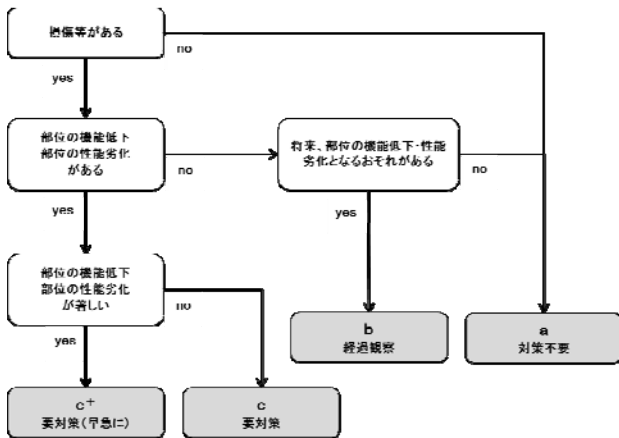 損傷等がある
no
yes
部位の機能低下
部位の性能劣化
がある
no
将来、部位の機能低下・性能
劣化となるおそれがある
no
yes
yes
部位の機能低下
部位の性能劣化
が著しい
no
yes
b
経過観察
a
対策不要
c+
要対策(早急に)
c
要対策